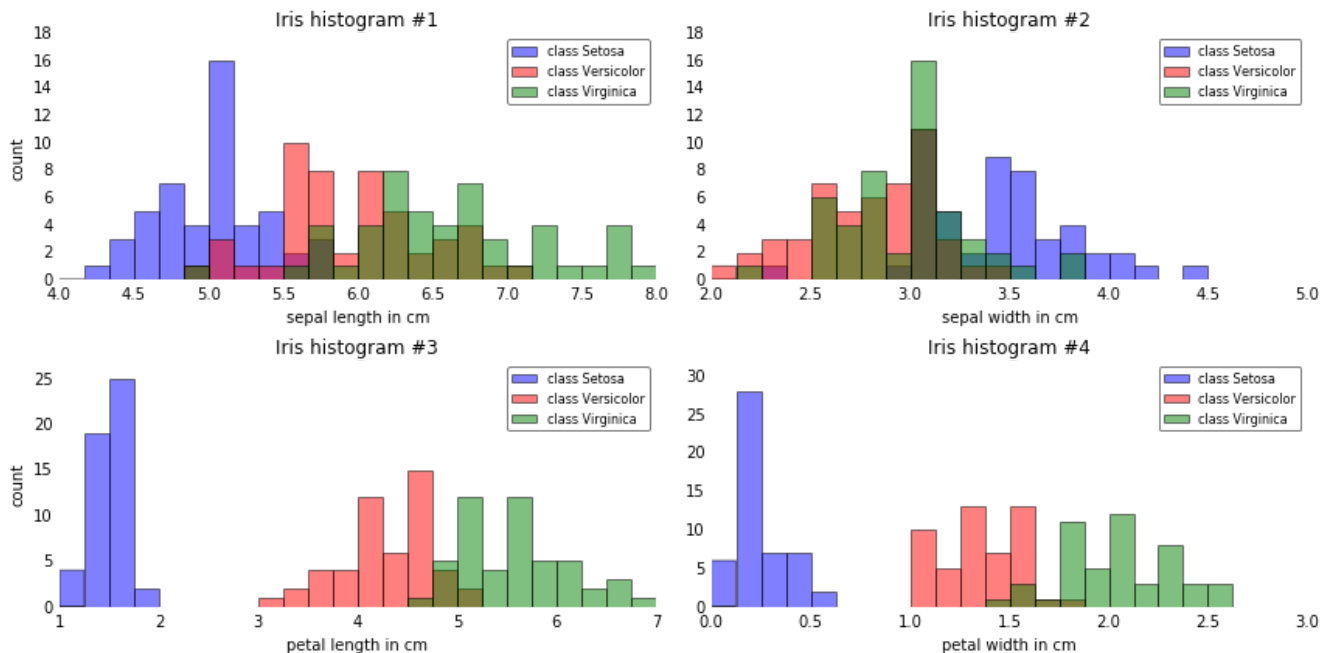 Iris histogram #1
18
16
14
12
10
8
6
4
2
0
count
class Setosa
class Versicolor
class Virginica
4.0 4.5 5.0 5.5 6.0 6.5 7.0 7.5 8.0
sepal length in cm
Iris histogram #2
18
16
14
12
10
8
6
4
2
0
class Setosa
class Versicolor
class Virginica
2.0 2.5 3.0 3.5 4.0 4.5 5.0
sepal width in cm
Iris histogram #3
25
20
15
10
5
0
count
class Setosa
class Versicolor
class Virginica
1 2 3 4 5 6 7
petal length in cm
Iris histogram #4
30
25
20
15
10
5
0
class Setosa
class Versicolor
class Virginica
0.0 0.5 1.0 1.5 2.0 2.5 3.0
petal width in cm